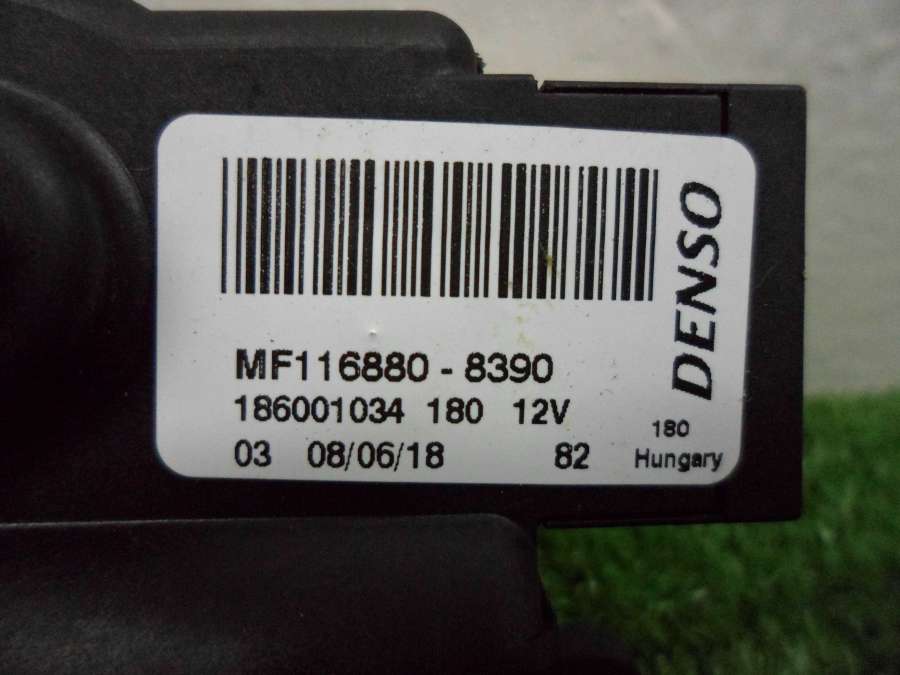 DENSO
MF116880 - 8390
186001034 180 12V
180
03 08/06/18 82
Hungary